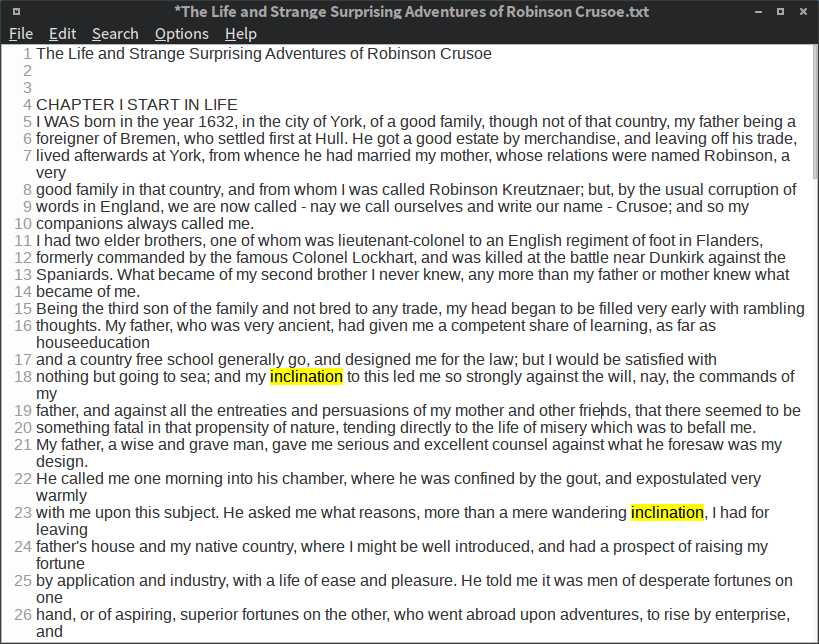 *The Life and Strange Surprising Adventures of Robinson Crusoe.txt
File Edit Search Options Help
1 The Life and Strange Surprising Adventures of Robinson Crusoe
2
3
4 CHAPTER I START IN LIFE
5 I WAS born in the year 1632, in the city of York, of a good family, though not of that country, my father being a
6 foreigner of Bremen, who settled first at Hull. He got a good estate by merchandise, and leaving off his trade,
7 lived afterwards at York, from whence he had married my mother, whose relations were named Robinson, a
very
8 good family in that country, and from whom I was called Robinson Kreutznaer; but, by the usual corruption of
9 words in England, we are now called - nay we call ourselves and write our name - Crusoe; and so my
10 companions always called me.
11 I had two elder brothers, one of whom was lieutenant-colonel to an English regiment of foot in Flanders,
12 formerly commanded by the famous Colonel Lockhart, and was killed at the battle near Dunkirk against the
13 Spaniards. What became of my second brother I never knew, any more than my father or mother knew what
14 became of me.
15 Being the third son of the family and not bred to any trade, my head began to be filled very early with rambling
16 thoughts. My father, who was very ancient, had given me a competent share of learning, as far as
houseeducation
17 and a country free school generally go, and designed me for the law; but I would be satisfied with
18 nothing but going to sea; and my inclination to this led me so strongly against the will, nay, the commands of
my
19 father, and against all the entreaties and persuasions of my mother and other friends, that there seemed to be
20 something fatal in that propensity of nature, tending directly to the life of misery which was to befall me.
21 My father, a wise and grave man, gave me serious and excellent counsel against what he foresaw was my
design.
22 He called me one morning into his chamber, where he was confined by the gout, and expostulated very
warmly
23 with me upon this subject. He asked me what reasons, more than a mere wandering inclination, I had for
leaving
24 father's house and my native country, where I might be well introduced, and had a prospect of raising my
fortune
25 by application and industry, with a life of ease and pleasure. He told me it was men of desperate fortunes on
one
26 hand, or of aspiring, superior fortunes on the other, who went abroad upon adventures, to rise by enterprise,
and